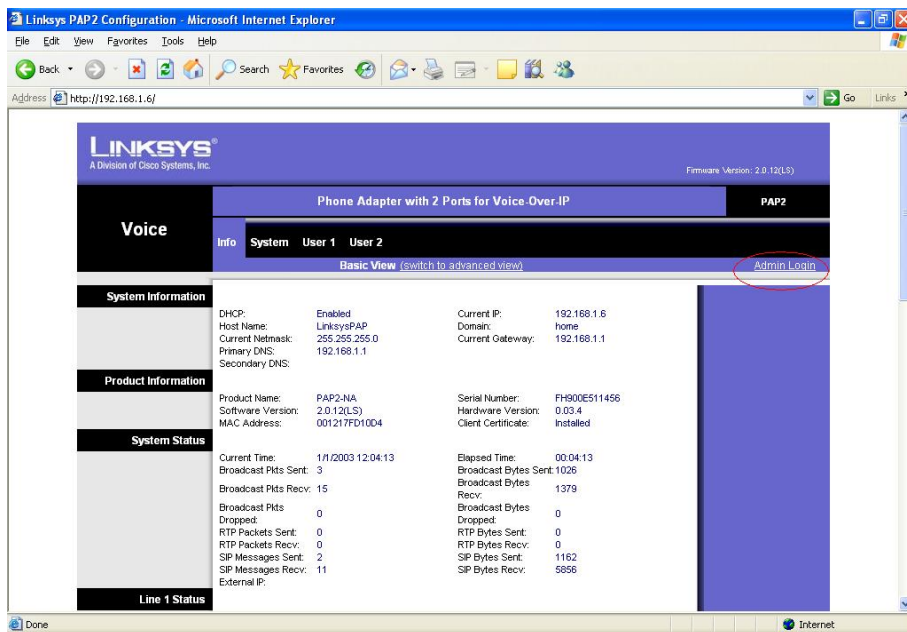 Linksys PAP2 Configuration - Microsoft Internet Explorer
File Edit View Favorites Tools Help
Back Search Favorites
Address http://192.168.1.6/ Go Links
LINKSYS®
A Division of Cisco Systems, Inc.
Firmware Version: 2.0.12(LS)
Phone Adapter with 2 Ports for Voice-Over-IP PAP2
Voice
Info System User 1 User 2
Basic View (switch to advanced view) Admin Login
System Information
DHCP: Enabled Current IP: 192.168.1.6
Host Name: LinksysPAP Domain: home
Current Netmask: 255.255.255.0 Current Gateway: 192.168.1.1
Primary DNS: 192.168.1.1
Secondary DNS:
Product Information
Product Name: PAP2-NA Serial Number: FH900E511456
Software Version: 2.0.12(LS) Hardware Version: 0.03.4
MAC Address: 001217FD10D4 Client Certificate: Installed
System Status
Current Time: 1/1/2003 12:04:13 Elapsed Time: 00:04:13
Broadcast Pkts Sent: 3 Broadcast Bytes Sent: 1026
Broadcast Pkts Recv: 15 Broadcast Bytes Recv: 1379
Broadcast Pkts Dropped: 0 Broadcast Bytes Dropped: 0
RTP Packets Sent: 0 RTP Bytes Sent: 0
RTP Packets Recv: 0 RTP Bytes Recv: 0
SIP Messages Sent: 2 SIP Bytes Sent: 1162
SIP Messages Recv: 11 SIP Bytes Recv: 5856
External IP:
Line 1 Status
Done Internet